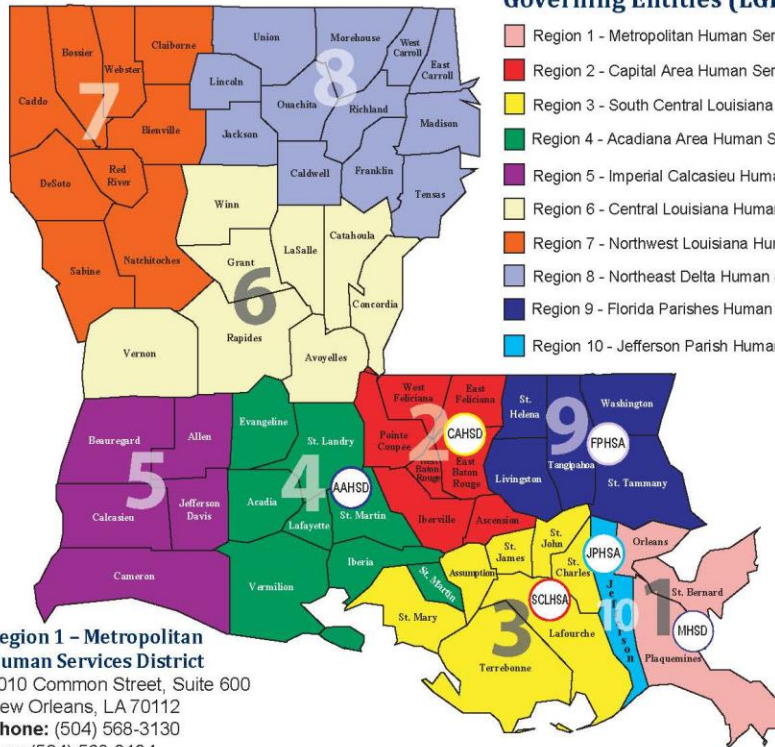 Governing Entities (LGE
Region 1 - Metropolitan Human Ser
Region 2 - Capital Area Human Ser
Region 3 - South Central Louisiana
Region 4 - Acadiana Area Human S
Region 5 - Imperial Calcasieu Huma
Region 6 - Central Louisiana Human
Region 7 - Northwest Louisiana Hu
Region 8 - Northeast Delta Human
Region 9 - Florida Parishes Human
Region 10 - Jefferson Parish Human
Caddo
Bossier
Webster
Claiborne
7
Bienville
DeSoto
Red
River
Sabine
Natchitoches
Union
Morehouse
West
Carroll
East
Carroll
Lincoln
8
Ouachita
Richland
Madison
Jackson
Caldwell
Franklin
Tensas
Winn
Grant
LaSalle
Catahoula
Concordia
6
Vernon
Rapides
Avoyelles
Beauregard
Allen
5
Calcasieu
Jefferson
Davis
Cameron
Evangeline
St. Landry
4
AAHSD
Acadia
Lafayette
St. Martin
Vermilion
Iberia
St. Martin
West
Feliciana
East
Feliciana
2
CAHSD
Pointe
Coupee
West
Baton
Rouge
East
Baton
Rouge
Iberville
Ascension
St.
Helena
Washington
9
FPHSA
Tangipahoa
Livingston
St. Tammany
Assumption
St.
James
St.
John
St.
Charles
SCLHSA
St. Mary
3
Lafourche
Terrebonne
JPHSA
Jefferson
10
Orleans
St. Bernard
1
MHSD
Plaquemines
egion 1 – Metropolitan
uman Services District
010 Common Street, Suite 600
ew Orleans, LA 70112
hone: (504) 568-3130